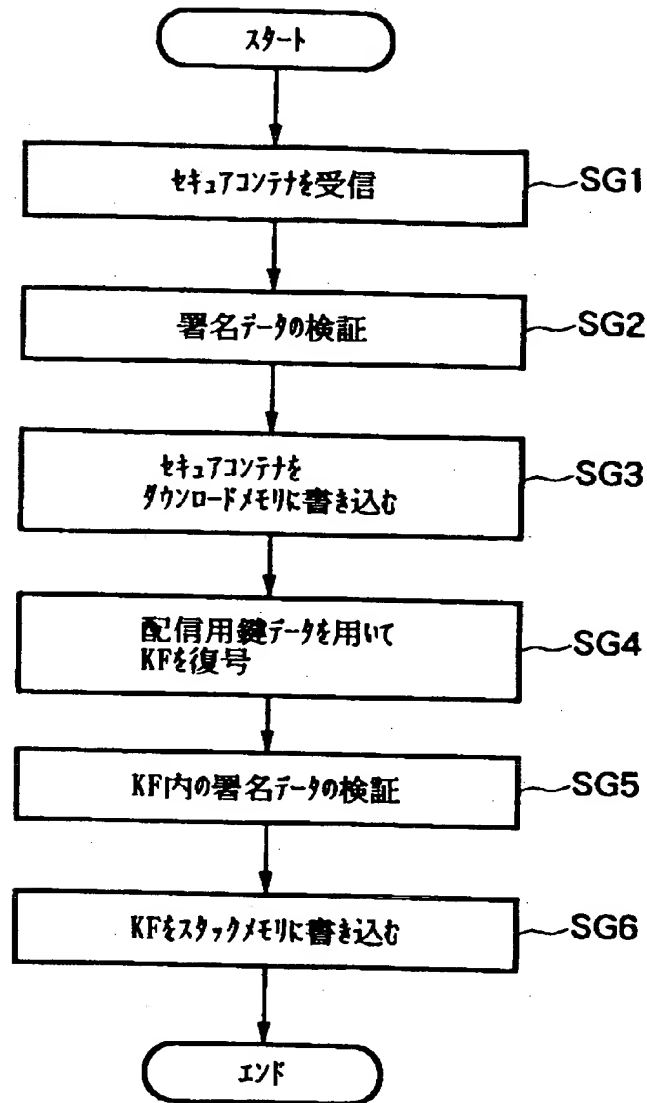 スタート
セキュアコンテナを受信
SG1
署名データの検証
SG2
セキュアコンテナを
ダウンロードメモリに書き込む
SG3
配信用鍵データを用いて
KFを復号
SG4
KF内の署名データの検証
SG5
KFをスタックメモリに書き込む
SG6
エンド